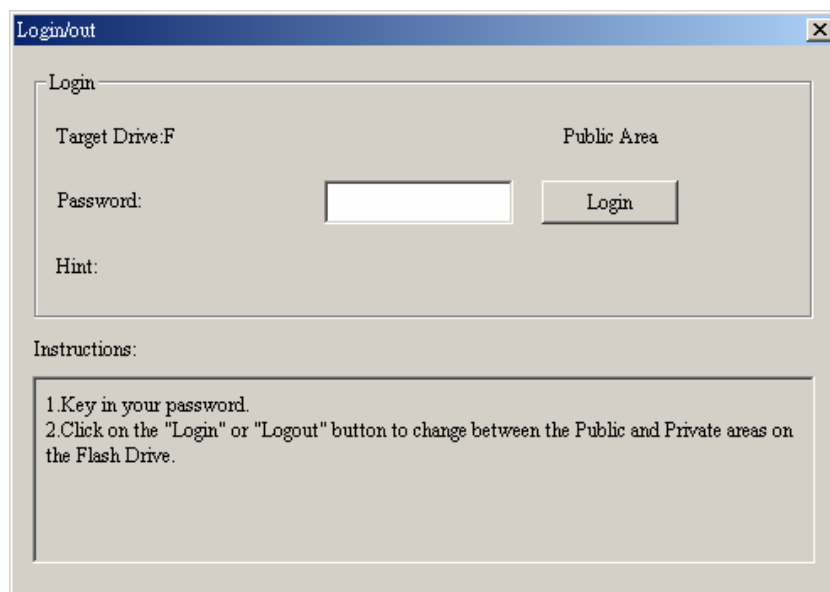 Login/out
Login
Target Drive:F
Public Area
Password:
Login
Hint:
Instructions:
1.Key in your password.
2.Click on the "Login" or "Logout" button to change between the Public and Private areas on
the Flash Drive.